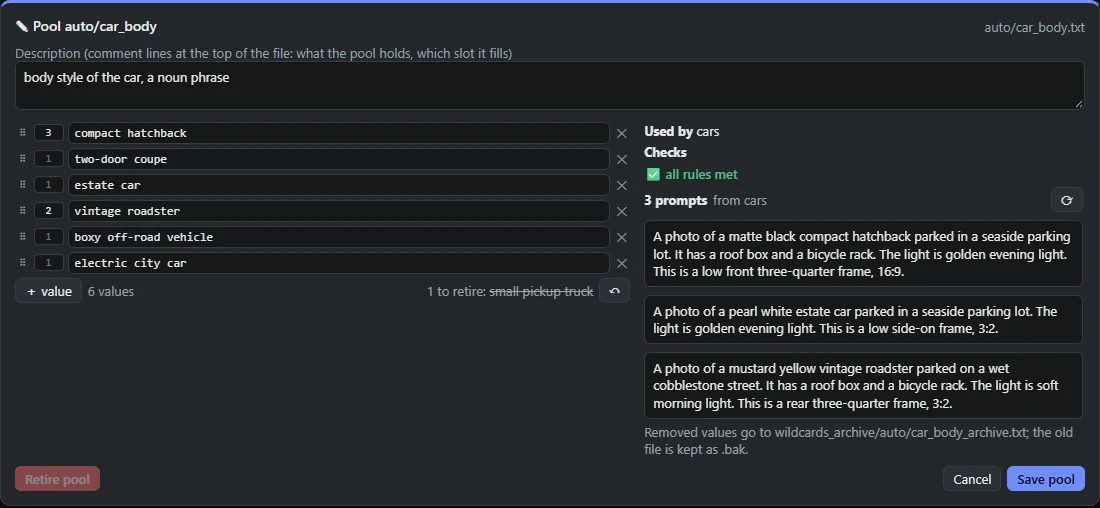 Pool auto/car_body
auto/car_body.txt
Description (comment lines at the top of the file: what the pool holds, which slot it fills)
body style of the car, a noun phrase
3 compact hatchback
1 two-door coupe
1 estate car
2 vintage roadster
1 boxy off-road vehicle
1 electric city car
+ value 6 values 1 to retire: small pickup truck
Used by cars
Checks
all rules met
3 prompts from cars
A photo of a matte black compact hatchback parked in a seaside parking
lot. It has a roof box and a bicycle rack. The light is golden evening light.
This is a low front three-quarter frame, 16:9.
A photo of a pearl white estate car parked in a seaside parking lot. The
light is golden evening light. This is a low side-on frame, 3:2.
A photo of a mustard yellow vintage roadster parked on a wet
cobblestone street. It has a roof box and a bicycle rack. The light is soft
morning light. This is a rear three-quarter frame, 3:2.
Removed values go to wildcards_archive/auto/car_body_archive.txt; the old
file is kept as .bak.
Retire pool
Cancel
Save pool